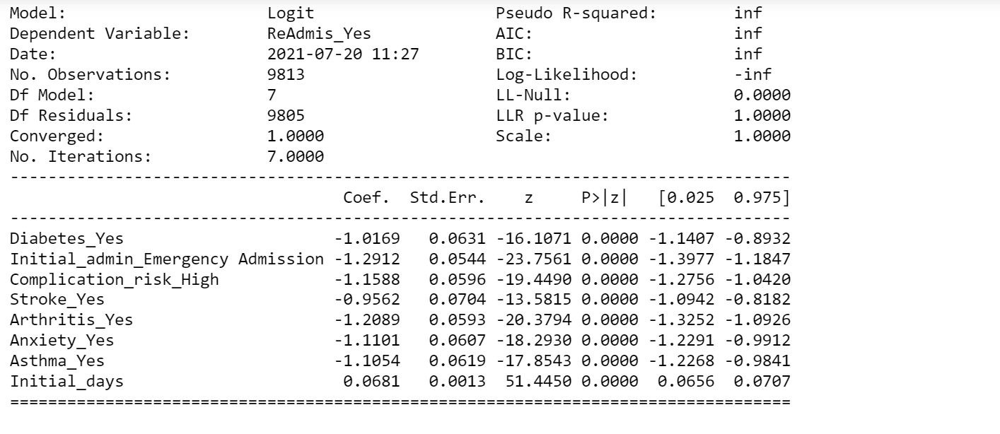 Model: Logit Pseudo R-squared: inf
Dependent Variable: ReAdmis_Yes AIC: inf
Date: 2021-07-20 11:27 BIC: inf
No. Observations: 9813 Log-Likelihood: -inf
Df Model: 7 LL-Null: 0.0000
Df Residuals: 9805 LLR p-value: 1.0000
Converged: 1.0000 Scale: 1.0000
No. Iterations: 7.0000
----------------------------------------------------------------------------------
Coef. Std.Err. z P>|z| [0.025 0.975]
----------------------------------------------------------------------------------
Diabetes_Yes -1.0169 0.0631 -16.1071 0.0000 -1.1407 -0.8932
Initial_admin_Emergency Admission -1.2912 0.0544 -23.7561 0.0000 -1.3977 -1.1847
Complication_risk_High -1.1588 0.0596 -19.4490 0.0000 -1.2756 -1.0420
Stroke_Yes -0.9562 0.0704 -13.5815 0.0000 -1.0942 -0.8182
Arthritis_Yes -1.2089 0.0593 -20.3794 0.0000 -1.3252 -1.0926
Anxiety_Yes -1.1101 0.0607 -18.2930 0.0000 -1.2291 -0.9912
Asthma_Yes -1.1054 0.0619 -17.8543 0.0000 -1.2268 -0.9841
Initial_days 0.0681 0.0013 51.4450 0.0000 0.0656 0.0707
==================================================================================